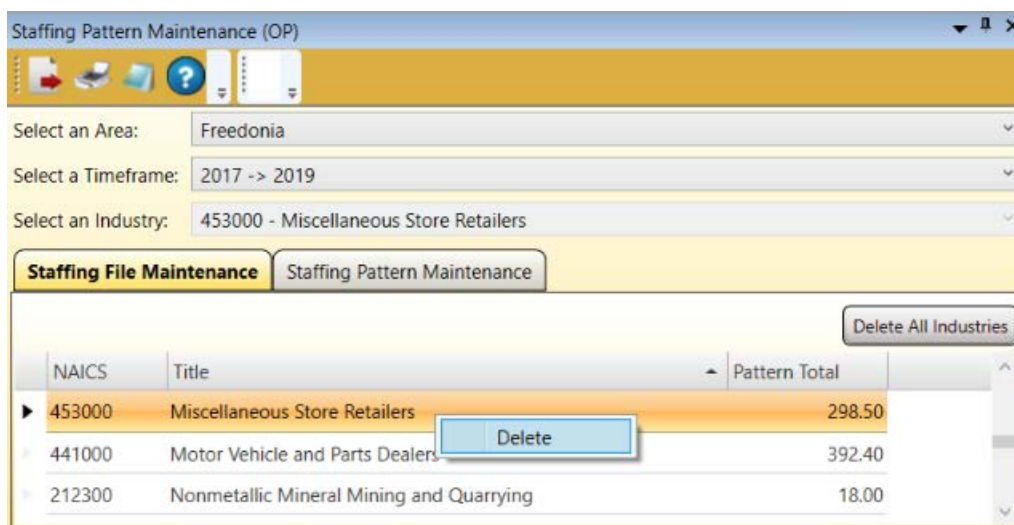 Staffing Pattern Maintenance (OP)
?
Select an Area: Freedonia
Select a Timeframe: 2017 -> 2019
Select an Industry: 453000 - Miscellaneous Store Retailers
Staffing File Maintenance Staffing Pattern Maintenance
Delete All Industries
NAICS Title Pattern Total
453000 Miscellaneous Store Retailers 298.50
Delete
441000 Motor Vehicle and Parts Dealers 392.40
212300 Nonmetallic Mineral Mining and Quarrying 18.00